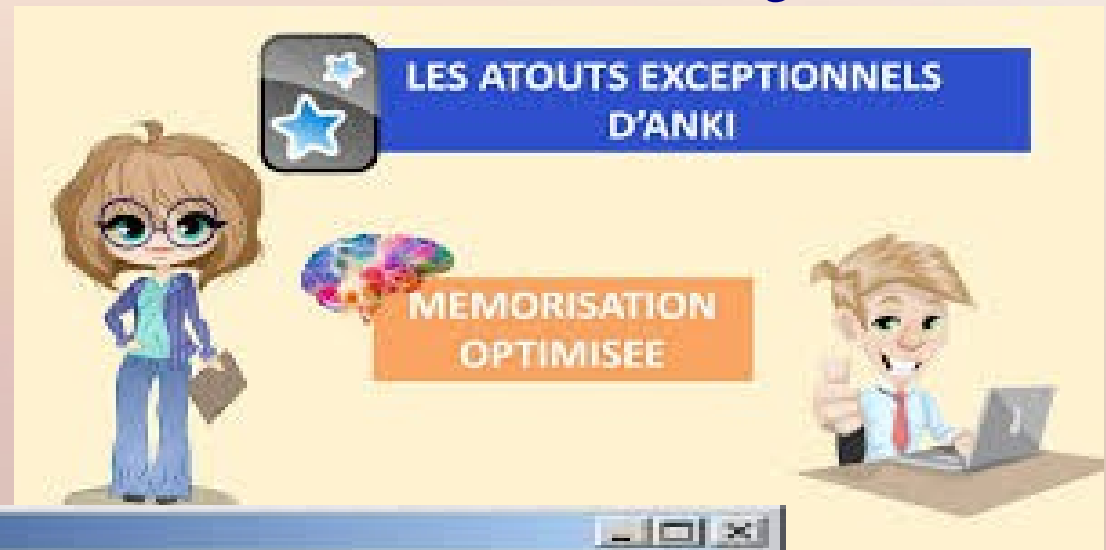 LES ATOUTS EXCEPTIONNELS
D'ANKI
MEMORISATION
OPTIMISEE